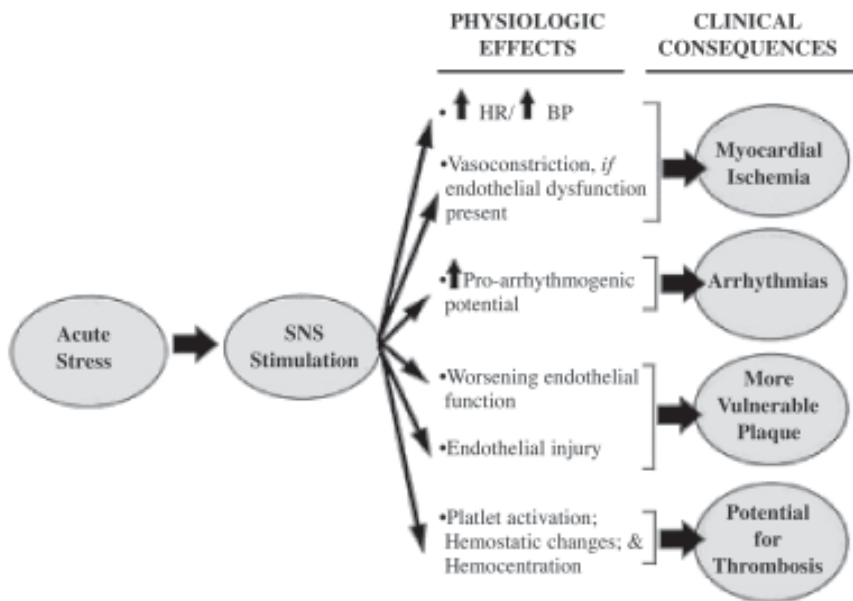 PHYSIOLOGIC
EFFECTS
CLINICAL
CONSEQUENCES
• ⬆ HR/ ⬆ BP
•Vasoconstriction, if
endothelial dysfunction
present
Myocardial
Ischemia
•⬆Pro-arrhythmogenic
potential
Arrhythmias
Acute
Stress
SNS
Stimulation
•Worsening endothelial
function
•Endothelial injury
More
Vulnerable
Plaque
•Platlet activation;
Hemostatic changes; &
Hemocentration
Potential
for
Thrombosis